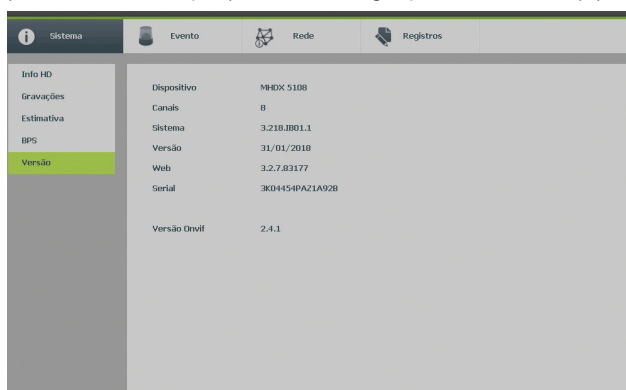 Sistema
Evento
Rede
Registros
Info HD
Gravações
Estimativa
BPS
Versão
Dispositivo MHDX 5108
Canais 8
Sistema 3.218.IB01.1
Versão 31/01/2018
Web 3.2.7.83177
Serial 3K04454PAZ1A92B
Versão Onvif 2.4.1